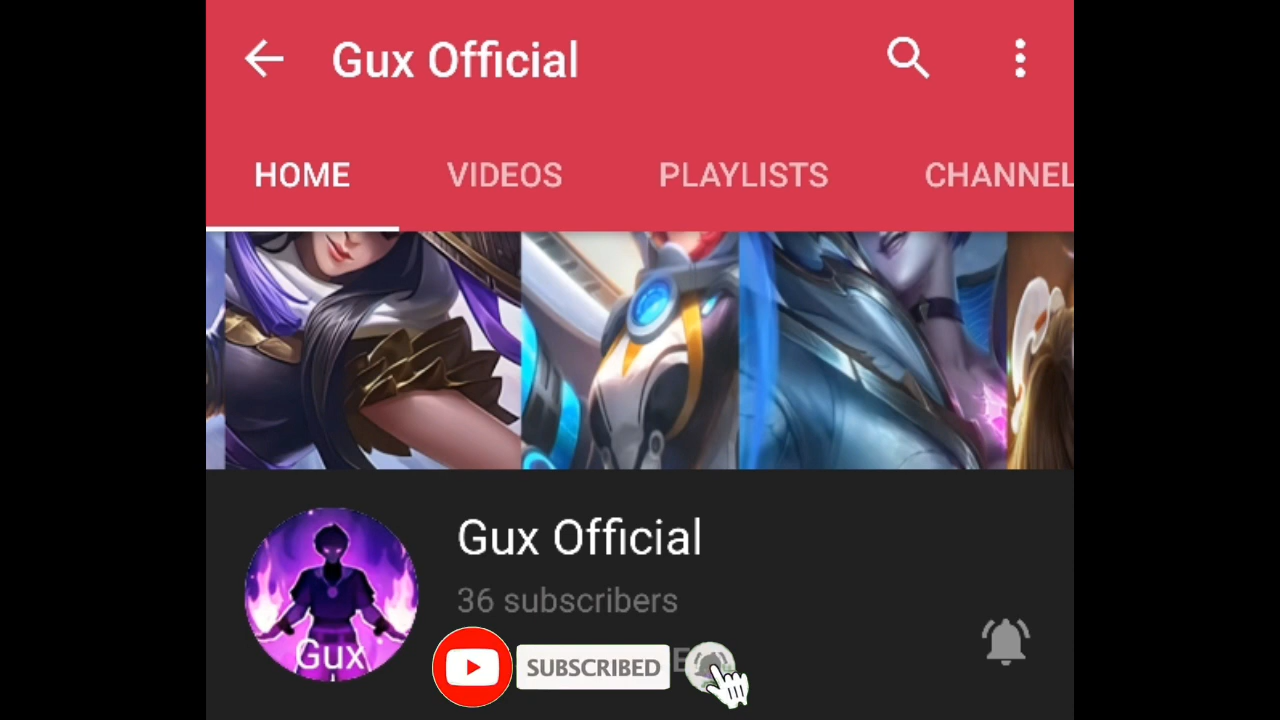 Gux Official
HOME VIDEOS PLAYLISTS CHANNEL
Gux Official
36 subscribers
SUBSCRIBED
Gux